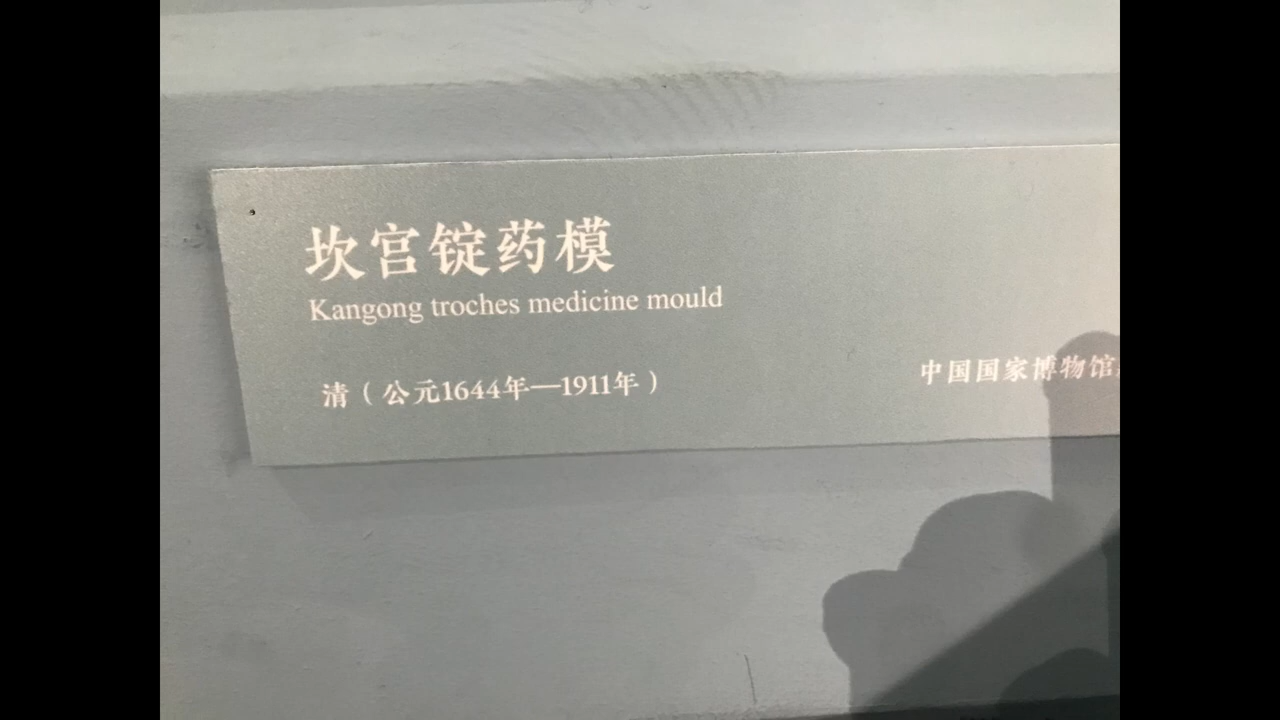 坎宫锭药模
Kangong troches medicine mould
清（公元1644年—1911年）
中国国家博物馆